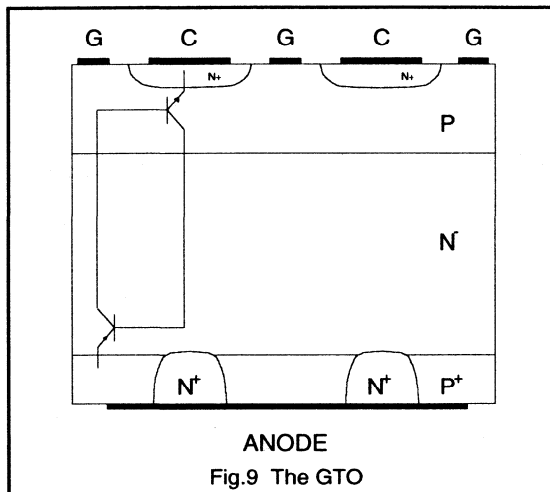 G C G C G
N+ N+
P
N-
N+ N+ P+
ANODE
Fig.9 The GTO